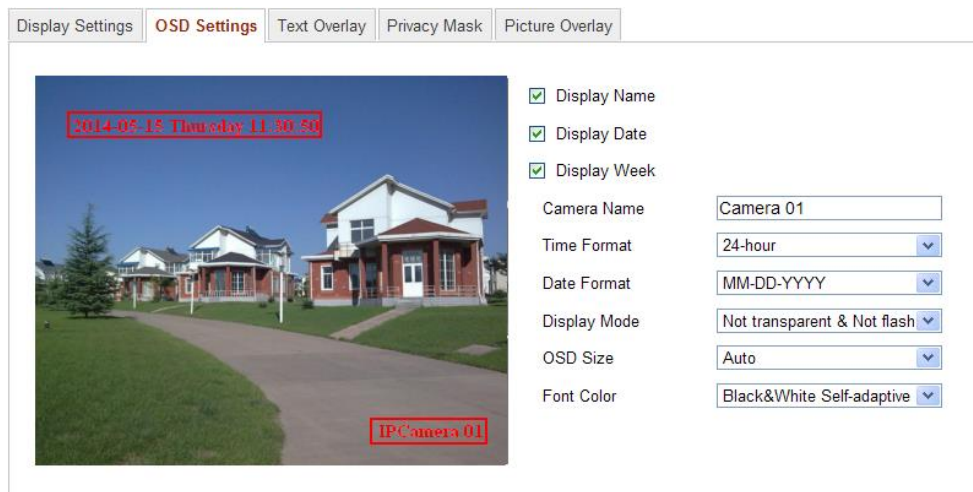 Display Settings OSD Settings Text Overlay Privacy Mask Picture Overlay
2014-05-15 Thursday 11:30:50
Display Name
Display Date
Display Week
Camera Name Camera 01
Time Format 24-hour
Date Format MM-DD-YYYY
Display Mode Not transparent & Not flash
OSD Size Auto
Font Color Black&White Self-adaptive
IPCamera 01